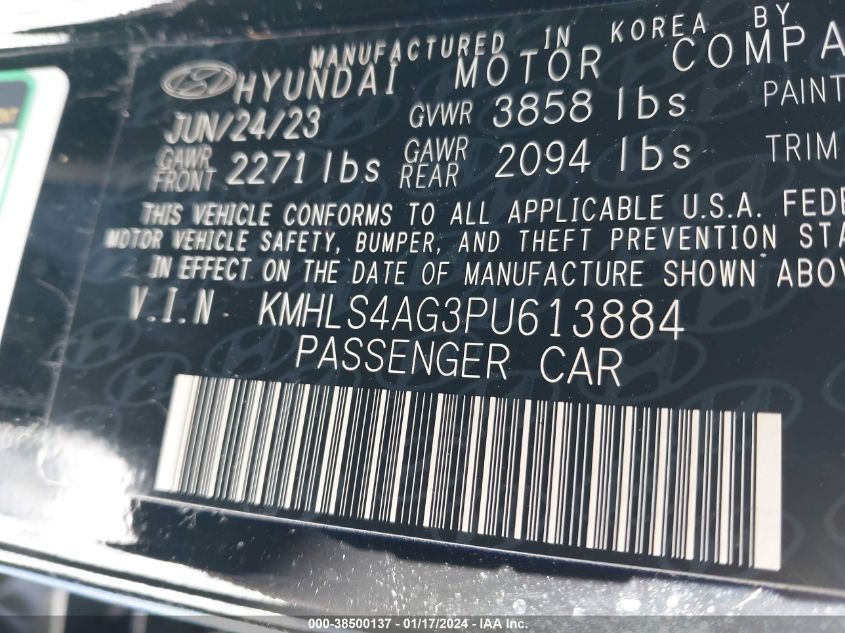 MANUFACTURED IN KOREA BY
HYUNDAI MOTOR COMPA
JUN/24/23 GVWR 3858 lbs PAINT
GAWR FRONT 2271 lbs GAWR REAR 2094 lbs TRIM
THIS VEHICLE CONFORMS TO ALL APPLICABLE U.S.A. FEDE
MOTOR VEHICLE SAFETY, BUMPER, AND THEFT PREVENTION STA
IN EFFECT ON THE DATE OF MANUFACTURE SHOWN ABOV
V.I.N KMHLS4AG3PU613884
PASSENGER CAR
000-38500137 - 01/17/2024 - IAA Inc.